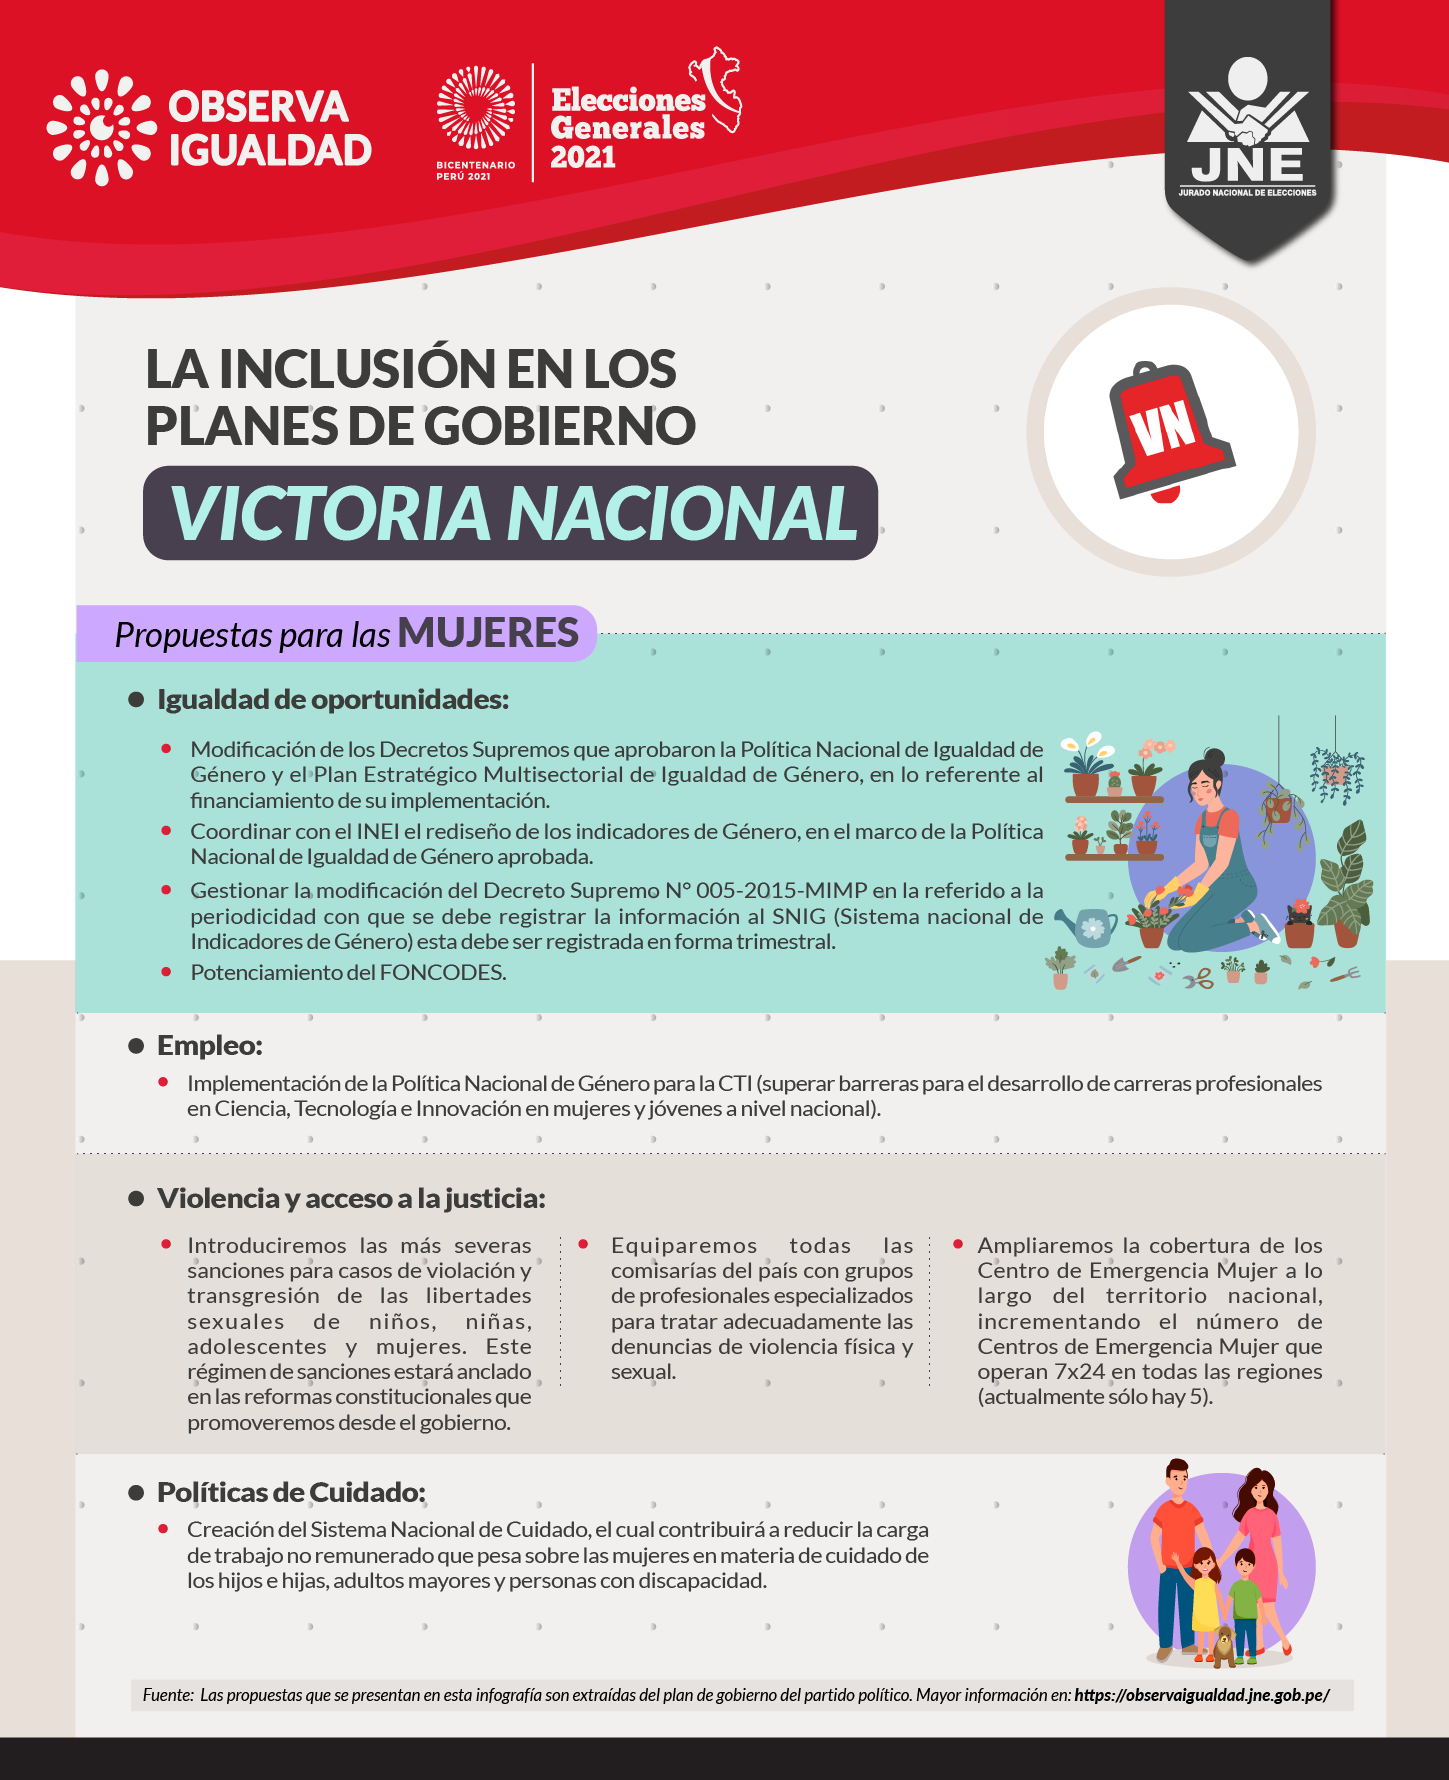 OBSERVA
IGUALDAD
BICENTENARIO
PERÚ 2021
Elecciones
Generales
2021
JNE
JURADO NACIONAL DE ELECCIONES
LA INCLUSIÓN EN LOS
PLANES DE GOBIERNO
VICTORIA NACIONAL
VN
Propuestas para las MUJERES
Igualdad de oportunidades:
Modificación de los Decretos Supremos que aprobaron la Política Nacional de Igualdad de
Género y el Plan Estratégico Multisectorial de Igualdad de Género, en lo referente al
financiamiento de su implementación.
Coordinar con el INEI el rediseño de los indicadores de Género, en el marco de la Política
Nacional de Igualdad de Género aprobada.
Gestionar la modificación del Decreto Supremo N° 005-2015-MIMP en la referido a la
periodicidad con que se debe registrar la información al SNIG (Sistema nacional de
Indicadores de Género) esta debe ser registrada en forma trimestral.
Potenciamiento del FONCODES.
Empleo:
Implementación de la Política Nacional de Género para la CTI (superar barreras para el desarrollo de carreras profesionales
en Ciencia, Tecnología e Innovación en mujeres y jóvenes a nivel nacional).
Violencia y acceso a la justicia:
Introduciremos las más severas
sanciones para casos de violación y
transgresión de las libertades
sexuales de niños, niñas,
adolescentes y mujeres. Este
régimen de sanciones estará anclado
en las reformas constitucionales que
promoveremos desde el gobierno.
Equiparemos todas las
comisarías del país con grupos
de profesionales especializados
para tratar adecuadamente las
denuncias de violencia física y
sexual.
Ampliaremos la cobertura de los
Centro de Emergencia Mujer a lo
largo del territorio nacional,
incrementando el número de
Centros de Emergencia Mujer que
operan 7x24 en todas las regiones
(actualmente sólo hay 5).
Políticas de Cuidado:
Creación del Sistema Nacional de Cuidado, el cual contribuirá a reducir la carga
de trabajo no remunerado que pesa sobre las mujeres en materia de cuidado de
los hijos e hijas, adultos mayores y personas con discapacidad.
Fuente: Las propuestas que se presentan en esta infografía son extraídas del plan de gobierno del partido político. Mayor información en: https://observaigualdad.jne.gob.pe/